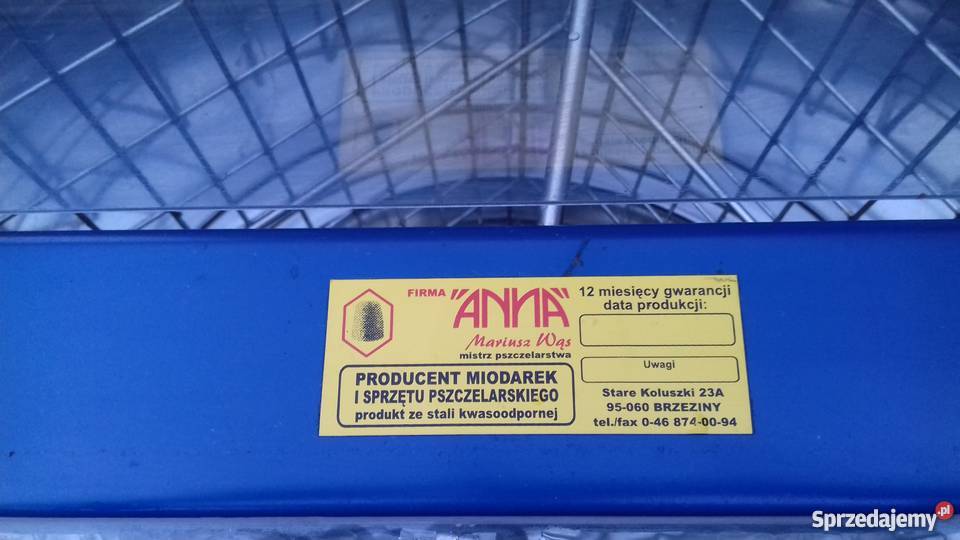 FIRMA "ANNA"
Mariusz Wąs
mistrz pszczelarstwa
PRODUCENT MIODAREK
I SPRZĘTU PSZCZELARSKIEGO
produkt ze stali kwasoodpornej
12 miesięcy gwarancji
data produkcji:
Uwagi
Stare Koluszki 23A
95-060 BRZEZINY
tel./fax 0-46 874-00-94
Sprzedajemy.pl